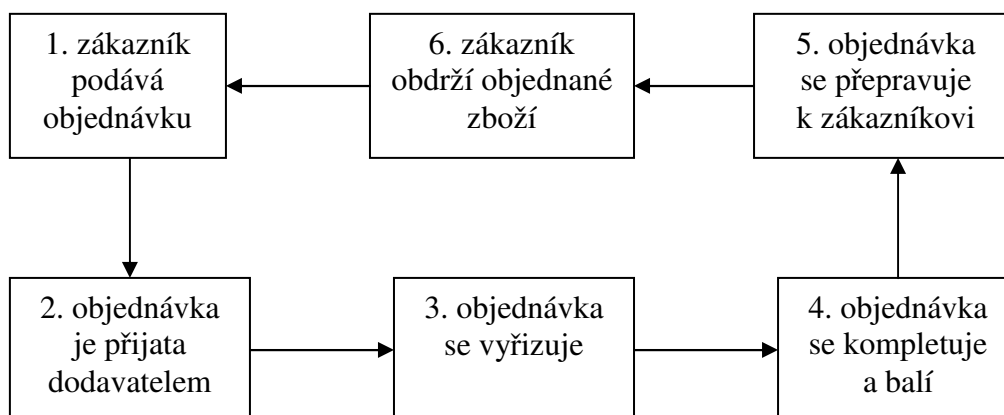 1. zákazník
podává
objednávku
6. zákazník
obdrží objednané
zboží
5. objednávka
se přepravuje
k zákazníkovi
2. objednávka
je přijata
dodavatelem
3. objednávka
se vyřizuje
4. objednávka
se kompletuje
a balí